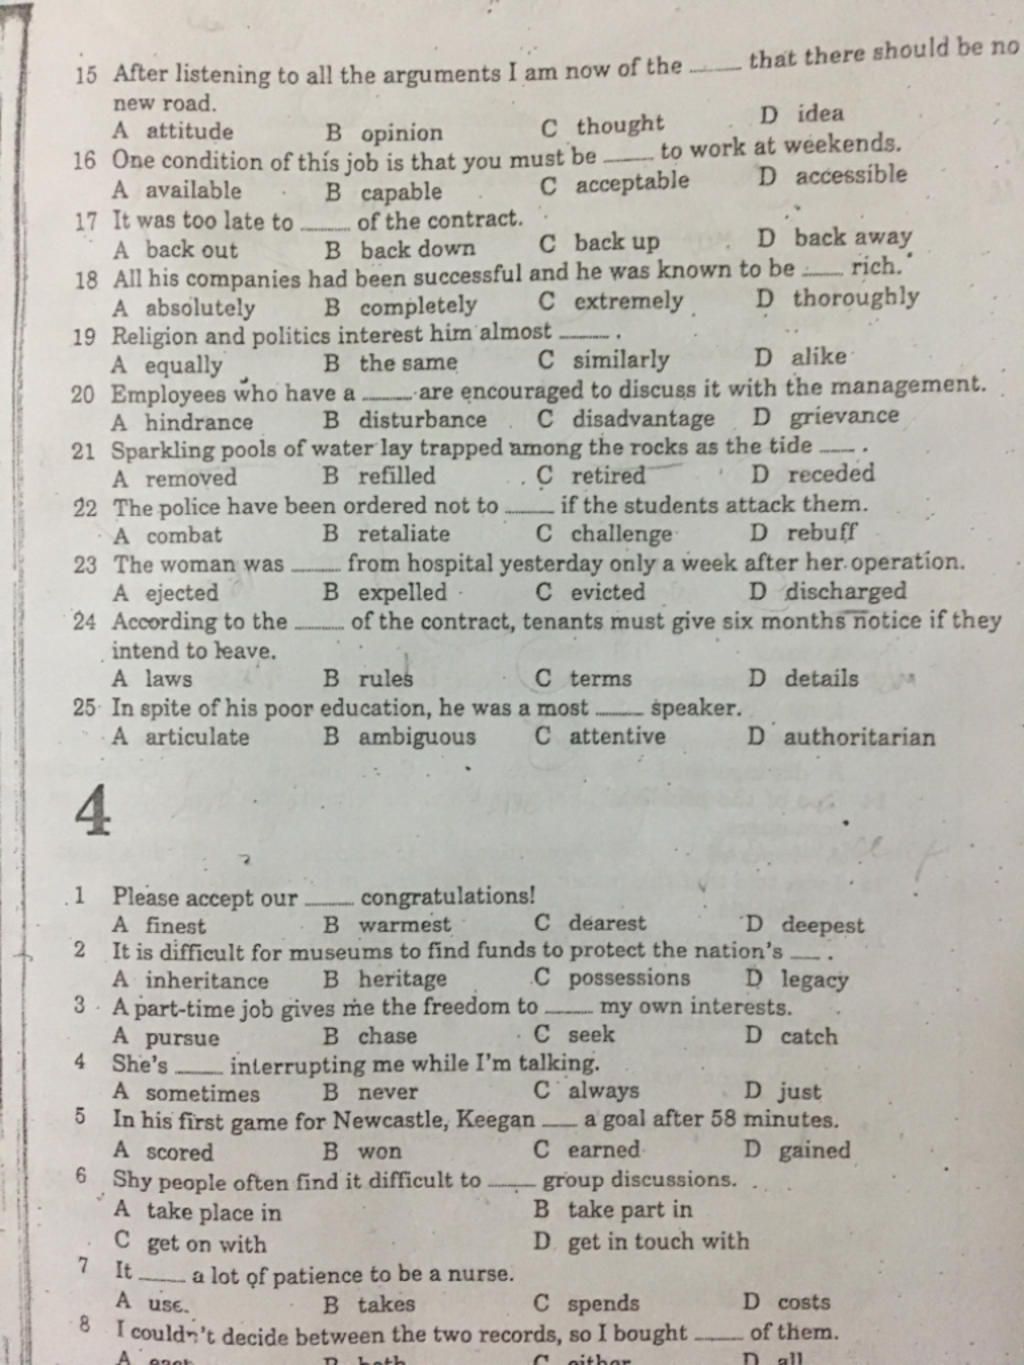 15 After listening to all the arguments I am now of the ____ that there should be no
new road.
A attitude B opinion C thought D idea
16 One condition of this job is that you must be ____ to work at weekends.
A available B capable C acceptable D accessible
17 It was too late to ____ of the contract.
A back out B back down C back up D back away
18 All his companies had been successful and he was known to be ____ rich.
A absolutely B completely C extremely D thoroughly
19 Religion and politics interest him almost ____ .
A equally B the same C similarly D alike
20 Employees who have a ____ are encouraged to discuss it with the management.
A hindrance B disturbance C disadvantage D grievance
21 Sparkling pools of water lay trapped among the rocks as the tide ____ .
A removed B refilled C retired D receded
22 The police have been ordered not to ____ if the students attack them.
A combat B retaliate C challenge D rebuff
23 The woman was ____ from hospital yesterday only a week after her operation.
A ejected B expelled C evicted D discharged
24 According to the ____ of the contract, tenants must give six months notice if they
intend to leave.
A laws B rules C terms D details
25 In spite of his poor education, he was a most ____ speaker.
A articulate B ambiguous C attentive D authoritarian
4
1 Please accept our ____ congratulations!
A finest B warmest C dearest D deepest
2 It is difficult for museums to find funds to protect the nation's ____ .
A inheritance B heritage C possessions D legacy
3 A part-time job gives me the freedom to ____ my own interests.
A pursue B chase C seek D catch
4 She's ____ interrupting me while I'm talking.
A sometimes B never C always D just
5 In his first game for Newcastle, Keegan ____ a goal after 58 minutes.
A scored B won C earned D gained
6 Shy people often find it difficult to ____ group discussions.
A take place in B take part in
C get on with D get in touch with
7 It ____ a lot of patience to be a nurse.
A use. B takes C spends D costs
8 I couldn't decide between the two records, so I bought ____ of them.
A each B both C either D all